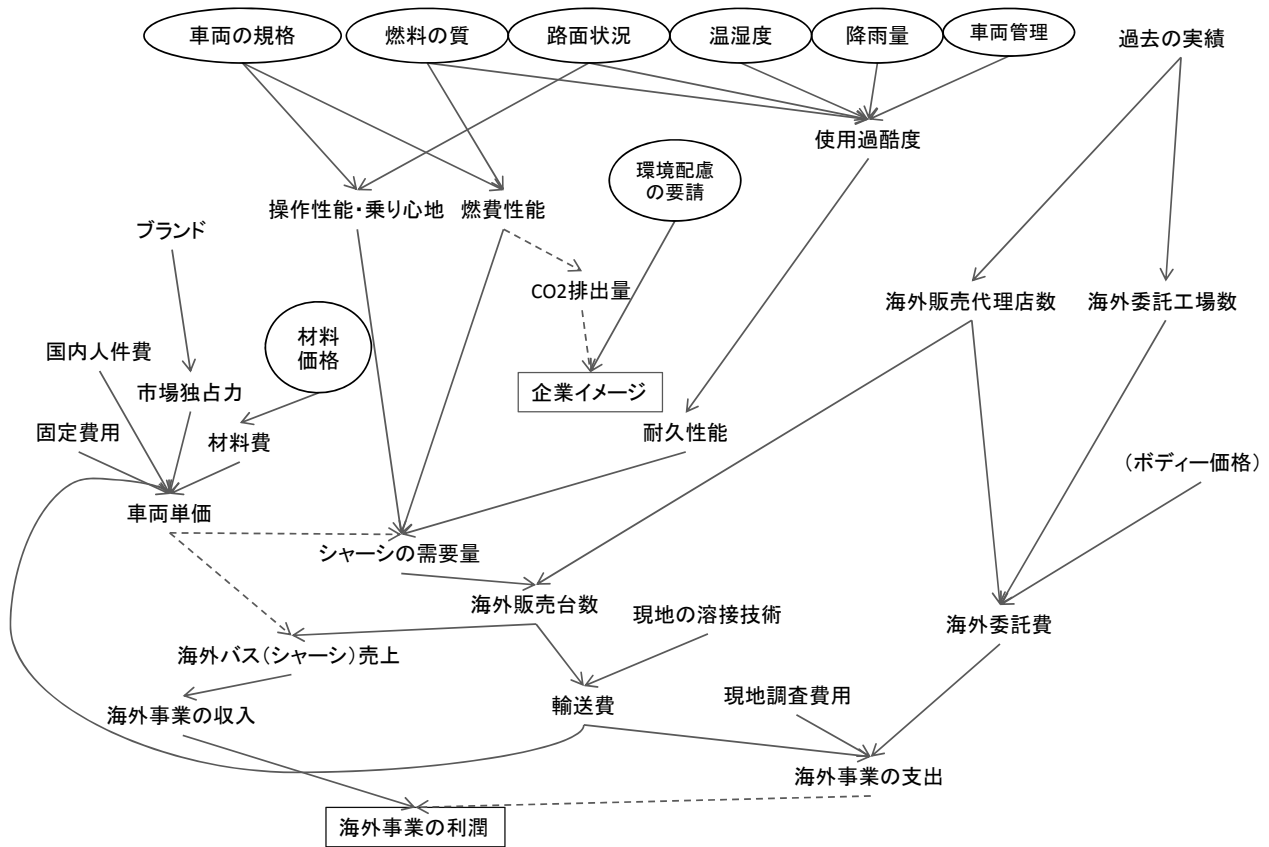 車両の規格
燃料の質
路面状況
温湿度
降雨量
車両管理
過去の実績
使用過酷度
環境配慮
の要請
操作性能・乗り心地
燃費性能
ブランド
CO2排出量
海外販売代理店数
海外委託工場数
材料
価格
国内人件費
市場独占力
企業イメージ
固定費用
材料費
耐久性能
（ボディー価格）
車両単価
シャーシの需要量
海外販売台数
現地の溶接技術
海外委託費
海外バス（シャーシ）売上
輸送費
現地調査費用
海外事業の収入
海外事業の支出
海外事業の利潤